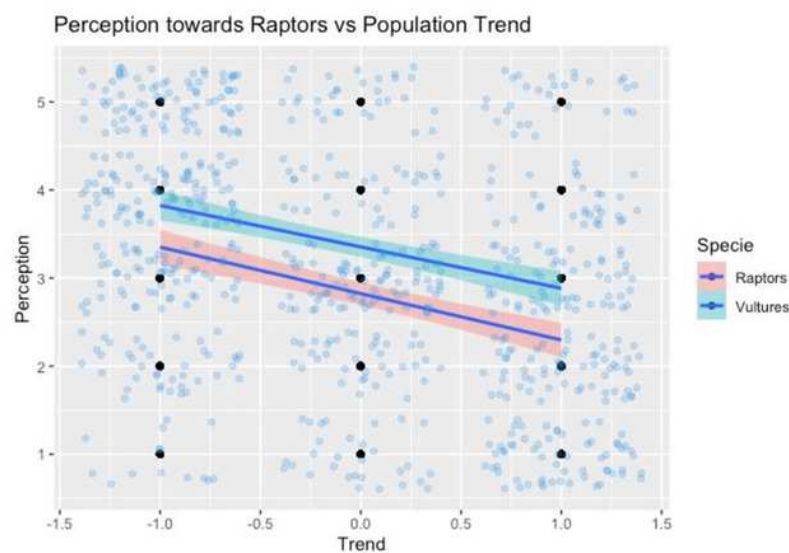 Perception towards Raptors vs Population Trend
Perception
5
4
3
2
1
-1.5 -1.0 -0.5 0.0 0.5 1.0 1.5
Trend
Specie
Raptors
Vultures